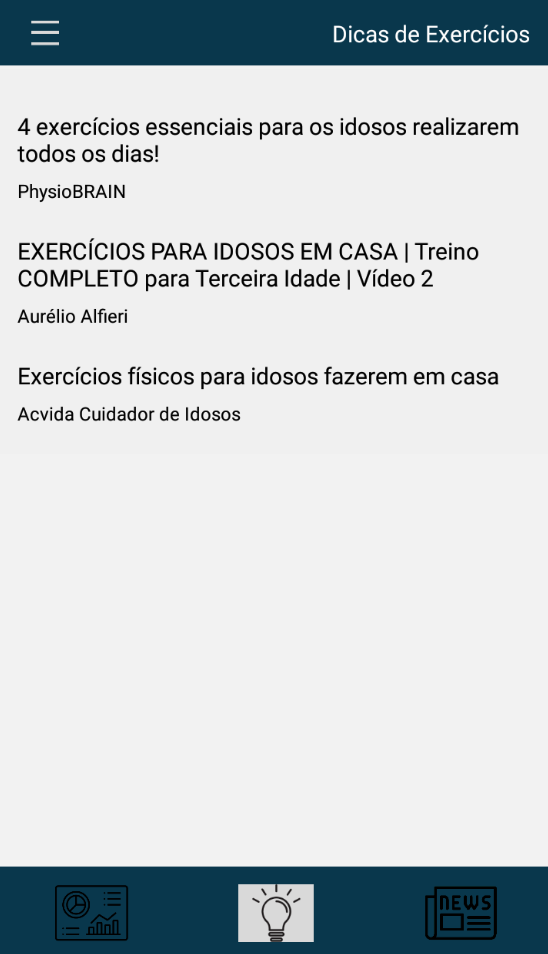 Dicas de Exercícios
4 exercícios essenciais para os idosos realizarem
todos os dias!
PhysioBRAIN
EXERCÍCIOS PARA IDOSOS EM CASA | Treino
COMPLETO para Terceira Idade | Vídeo 2
Aurélio Alfieri
Exercícios físicos para idosos fazerem em casa
Acvida Cuidador de Idosos
NEWS